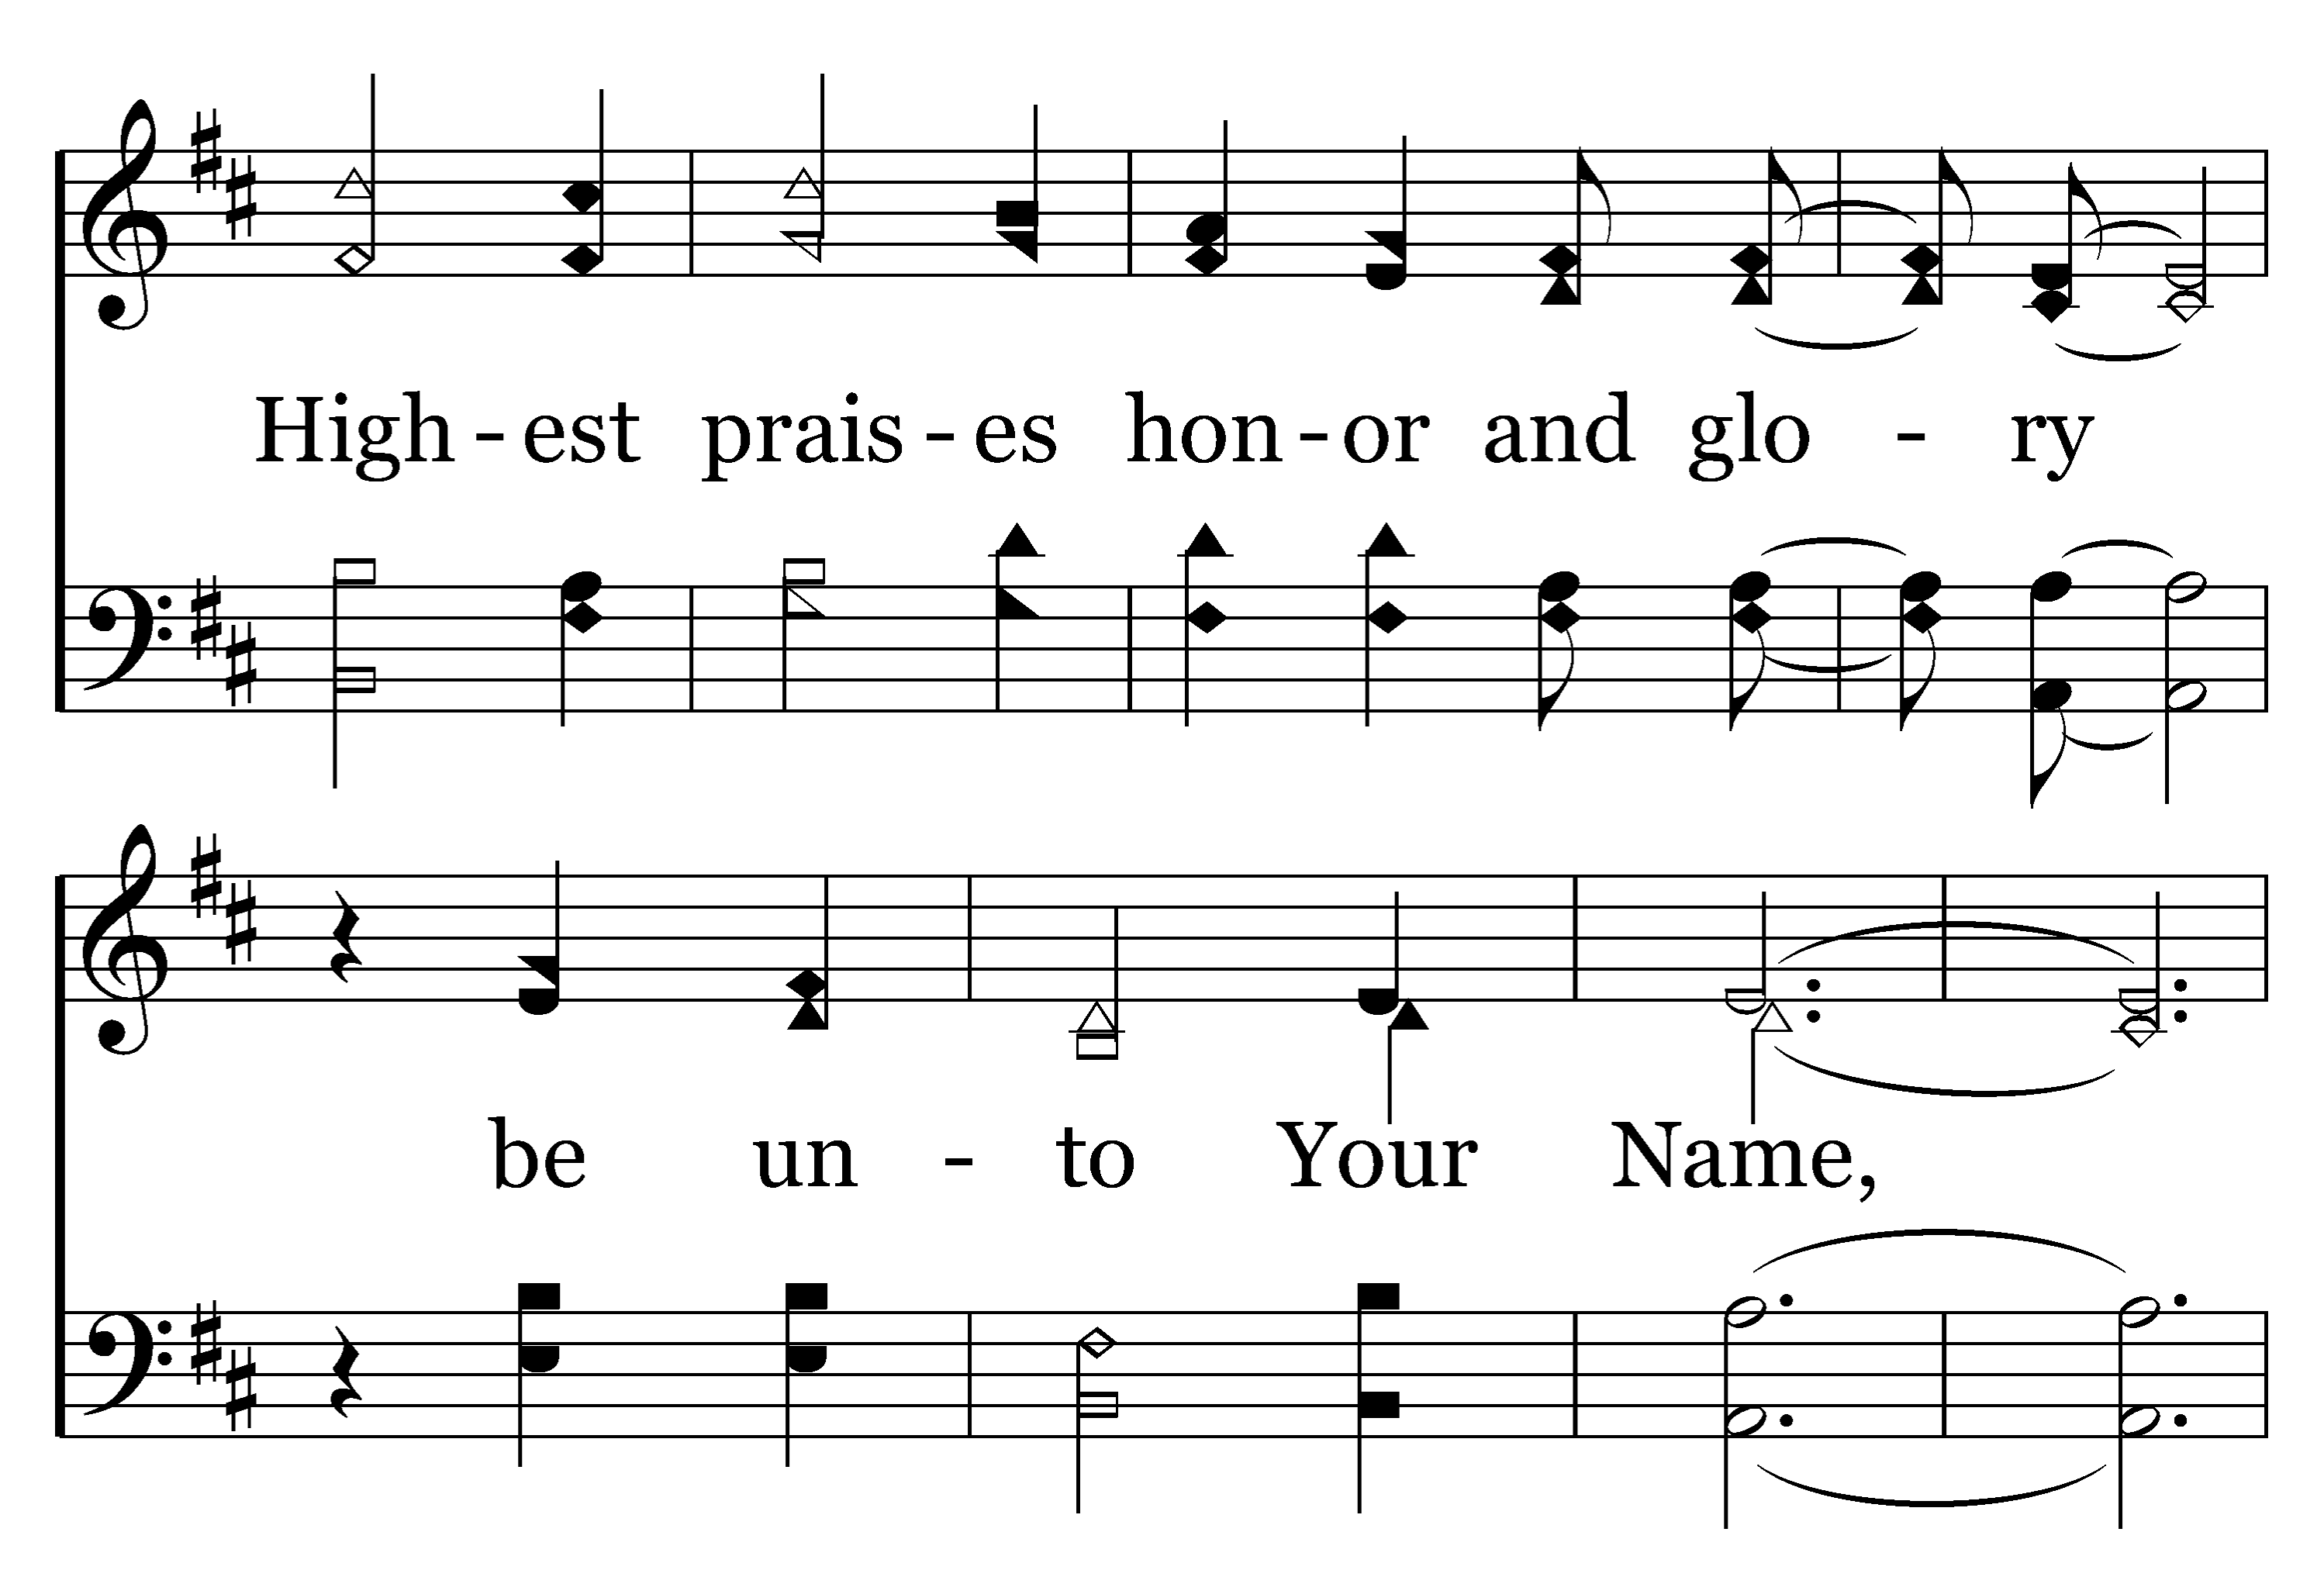 High - est prais - es hon - or and glo - ry
be un - to Your Name,